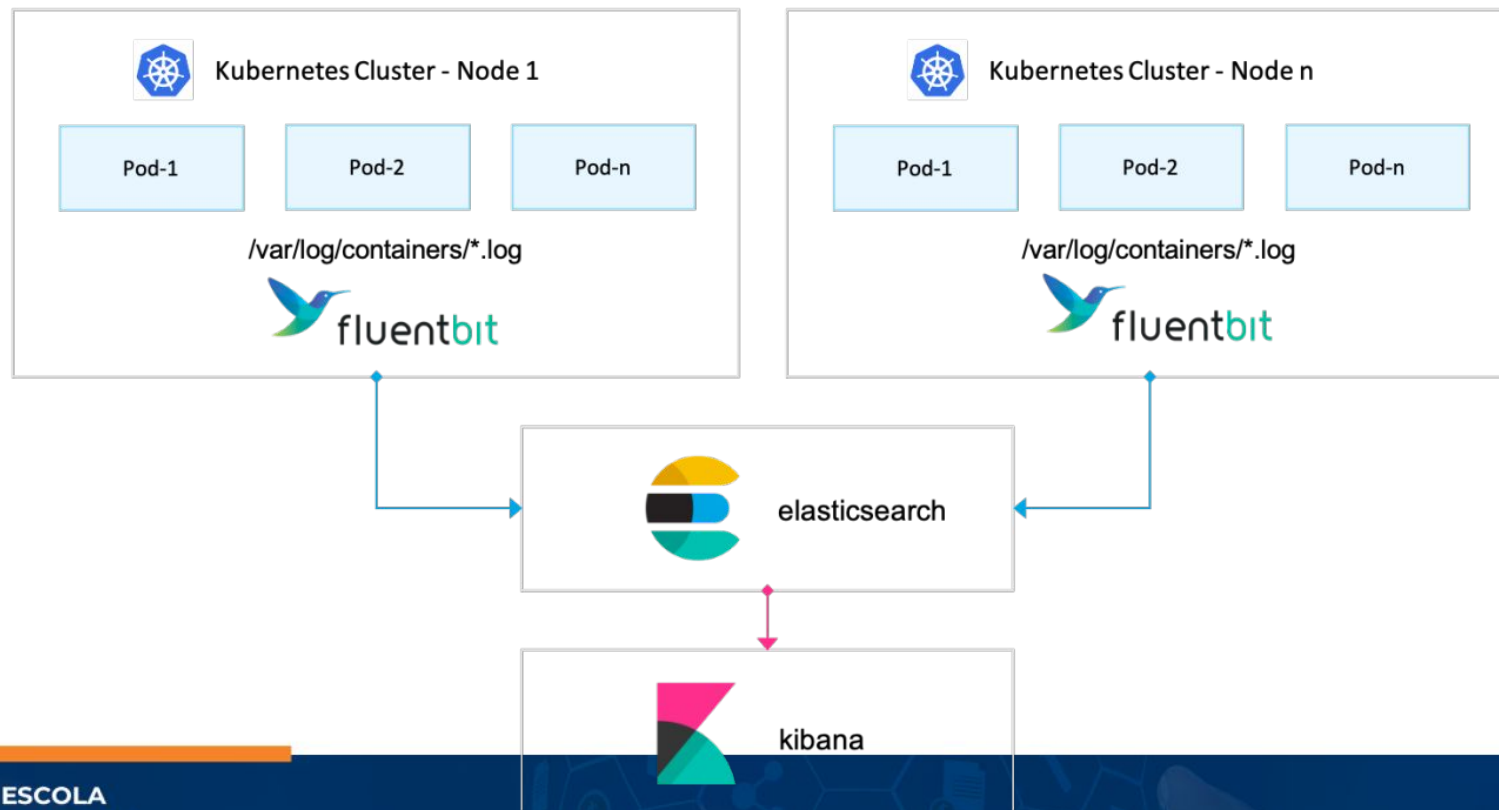 Kubernetes Cluster - Node 1
Pod-1
Pod-2
Pod-n
/var/log/containers/*.log
fluentbit
Kubernetes Cluster - Node n
Pod-1
Pod-2
Pod-n
/var/log/containers/*.log
fluentbit
elasticsearch
kibana
ESCOLA